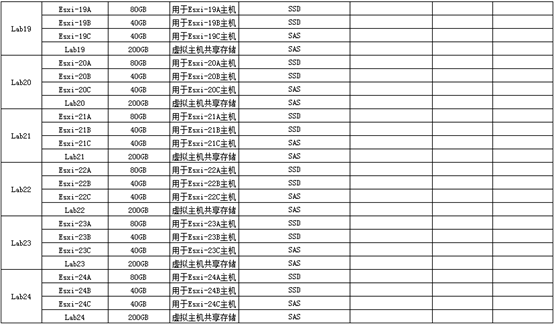 Lab19
Esxi-19A 80GB 用于Esxi-19A主机 SSD
Esxi-19B 40GB 用于Esxi-19B主机 SSD
Esxi-19C 40GB 用于Esxi-19C主机 SAS
Lab19 200GB 虚拟主机共享存储 SAS
Lab20
Esxi-20A 80GB 用于Esxi-20A主机 SSD
Esxi-20B 40GB 用于Esxi-20B主机 SSD
Esxi-20C 40GB 用于Esxi-20C主机 SAS
Lab20 200GB 虚拟主机共享存储 SAS
Lab21
Esxi-21A 80GB 用于Esxi-21A主机 SSD
Esxi-21B 40GB 用于Esxi-21B主机 SSD
Esxi-21C 40GB 用于Esxi-21C主机 SAS
Lab21 200GB 虚拟主机共享存储 SAS
Lab22
Esxi-22A 80GB 用于Esxi-22A主机 SSD
Esxi-22B 40GB 用于Esxi-22B主机 SSD
Esxi-22C 40GB 用于Esxi-22C主机 SAS
Lab22 200GB 虚拟主机共享存储 SAS
Lab23
Esxi-23A 80GB 用于Esxi-23A主机 SSD
Esxi-23B 40GB 用于Esxi-23B主机 SSD
Esxi-23C 40GB 用于Esxi-23C主机 SAS
Lab23 200GB 虚拟主机共享存储 SAS
Lab24
Esxi-24A 80GB 用于Esxi-24A主机 SSD
Esxi-24B 40GB 用于Esxi-24B主机 SSD
Esxi-24C 40GB 用于Esxi-24C主机 SAS
Lab24 200GB 虚拟主机共享存储 SAS